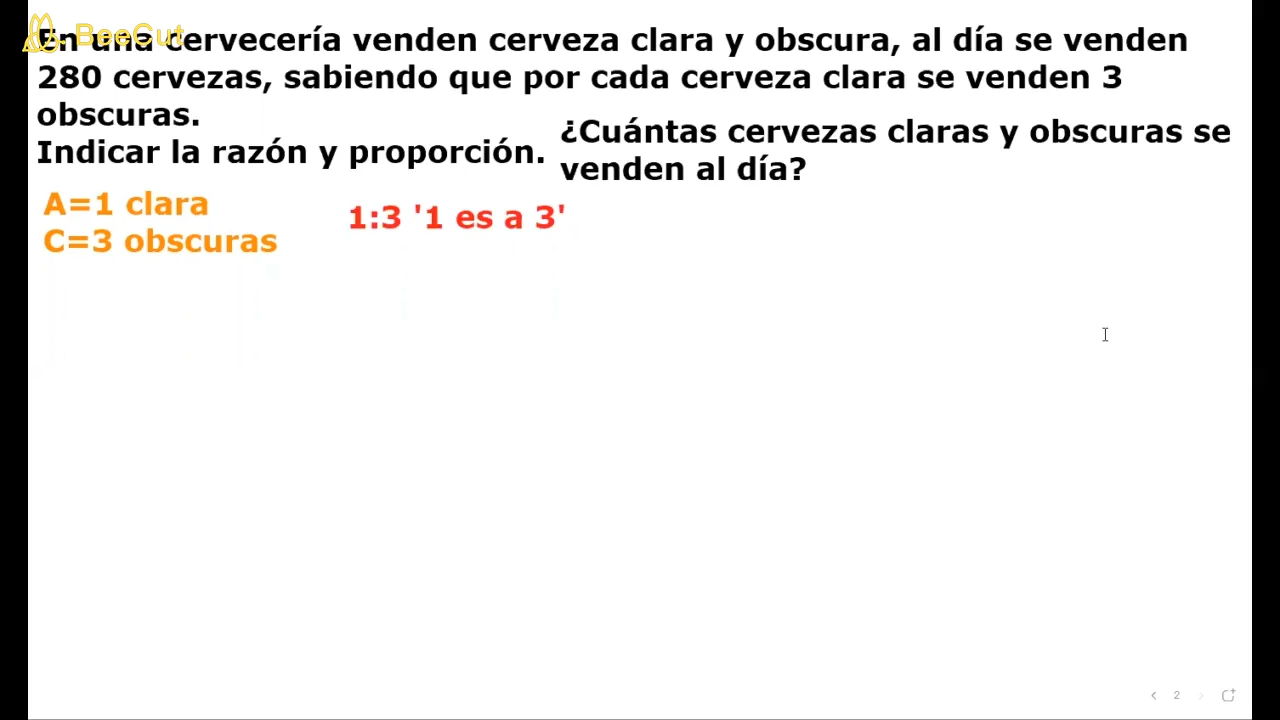 BeeCut
En una cervecería venden cerveza clara y obscura, al día se venden
280 cervezas, sabiendo que por cada cerveza clara se venden 3
obscuras.
Indicar la razón y proporción.
¿Cuántas cervezas claras y obscuras se
venden al día?
A=1 clara
C=3 obscuras
1:3 '1 es a 3'
2